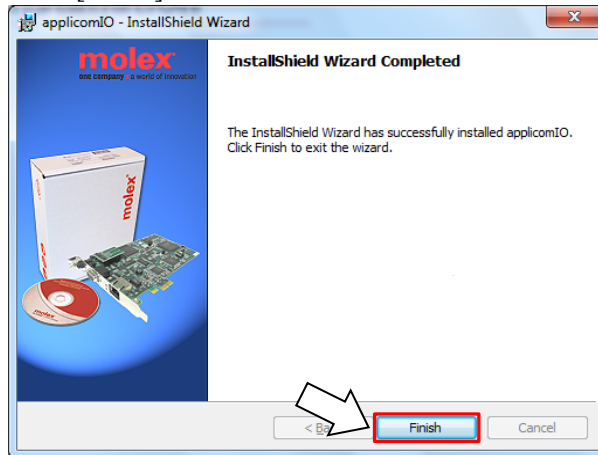 applicomIO - InstallShield Wizard
molex
one company a world of innovation
InstallShield Wizard Completed
The InstallShield Wizard has successfully installed applicomIO.
Click Finish to exit the wizard.
molex
molex
Finish
Cancel